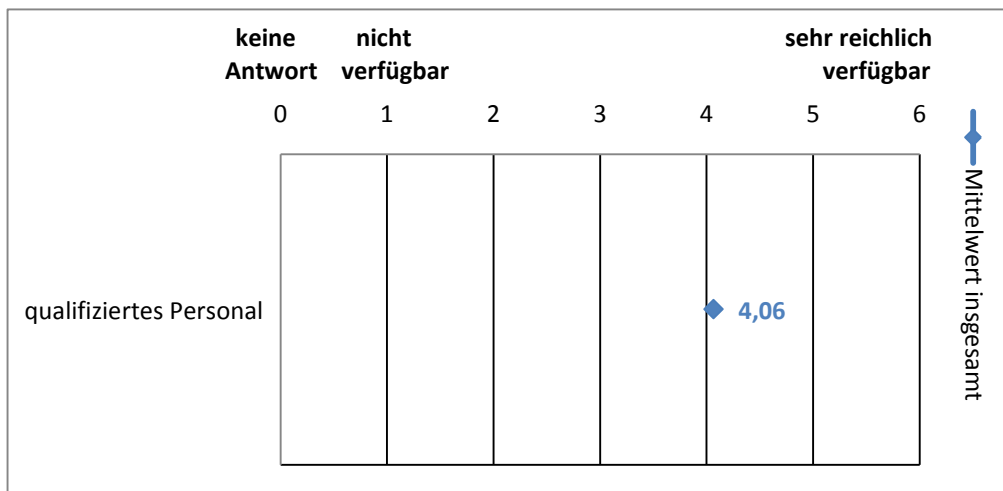 keine nicht sehr reichlich
Antwort verfügbar verfügbar
0 1 2 3 4 5 6
qualifiziertes Personal
4,06
Mittelwert insgesamt